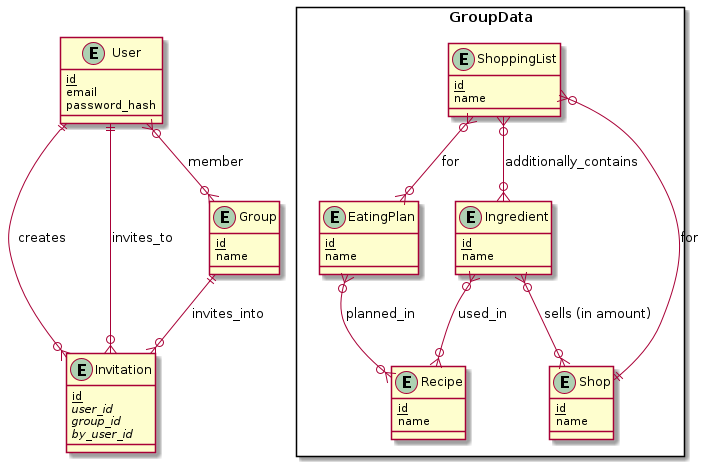 GroupData
E User
id
email
password_hash
E ShoppingList
id
name
member
for
additionally_contains
E Group
id
name
E EatingPlan
id
name
E Ingredient
id
name
creates
invites_to
for
invites_into
planned_in
used_in
sells (in amount)
E Invitation
id
user_id
group_id
by_user_id
E Recipe
id
name
E Shop
id
name